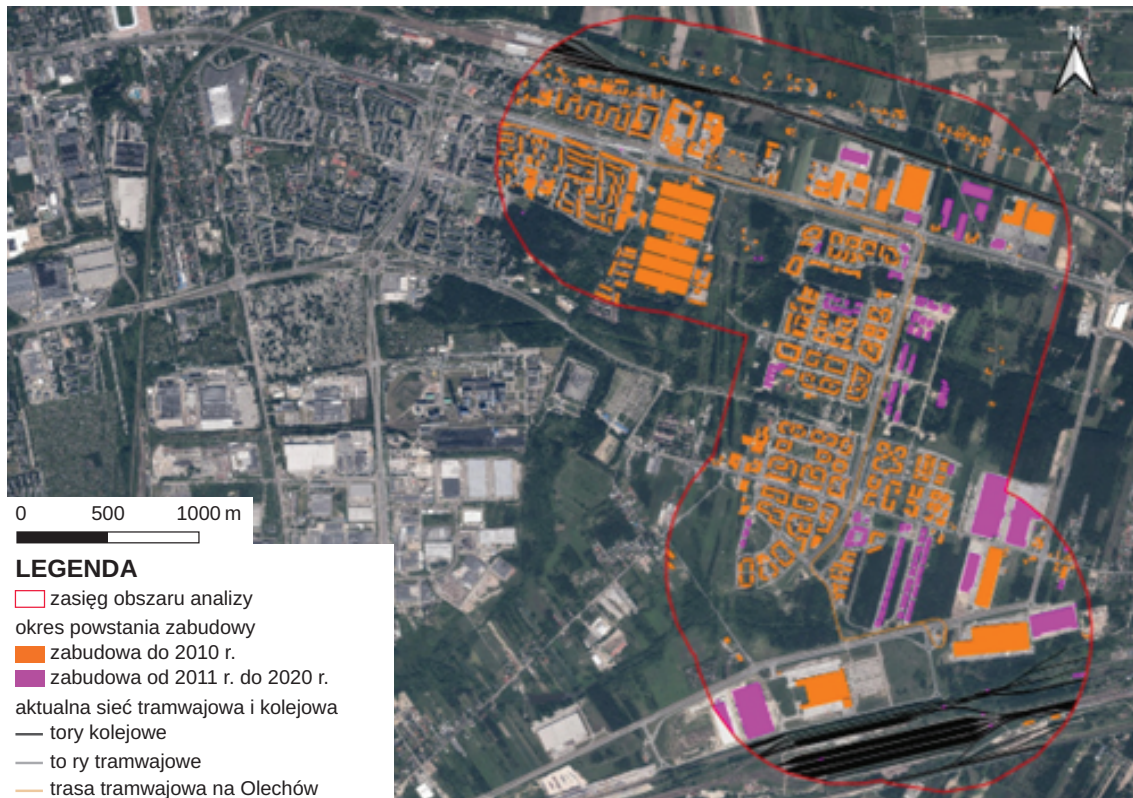 N
0 500 1000 m
LEGENDA
zasięg obszaru analizy
okres powstania zabudowy
zabudowa do 2010 r.
zabudowa od 2011 r. do 2020 r.
aktualna sieć tramwajowa i kolejowa
tory kolejowe
to ry tramwajowe
trasa tramwajowa na Olechów